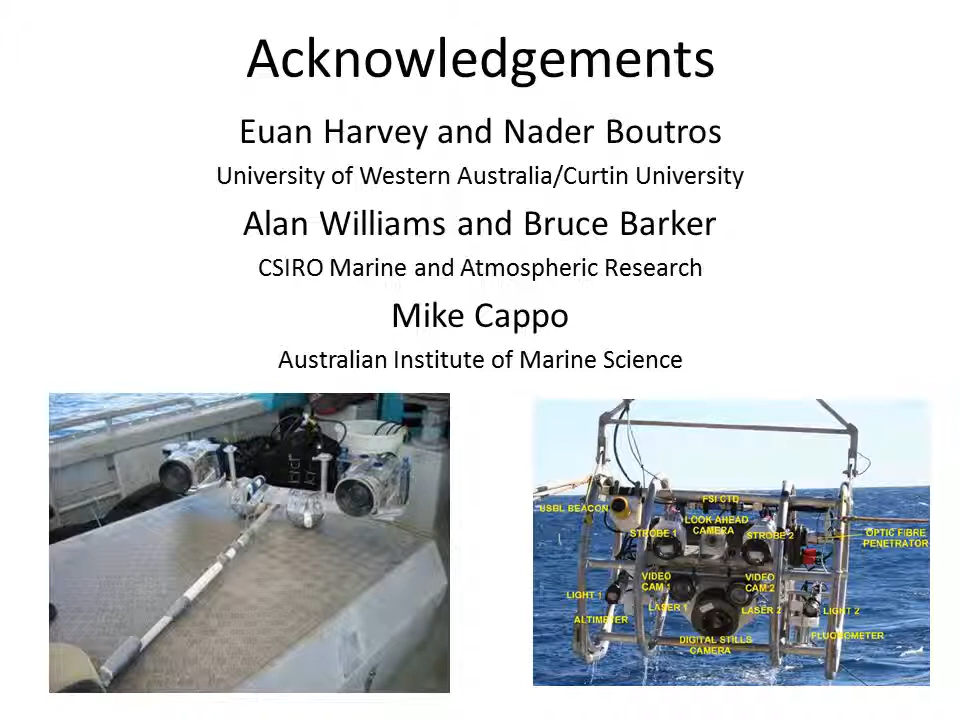 Acknowledgements
Euan Harvey and Nader Boutros
University of Western Australia/Curtin University
Alan Williams and Bruce Barker
CSIRO Marine and Atmospheric Research
Mike Cappo
Australian Institute of Marine Science
USBL BEACON
FSI CTD
LOOK AHEAD
CAMERA
STROBE 1
STROBE 2
OPTIC FIBRE
PENETRATOR
VIDEO
CAM 1
VIDEO
CAM 2
LIGHT 1
LASER 1
LASER 2
LIGHT 2
ALTIMETER
FLUOROMETER
DIGITAL STILLS
CAMERA